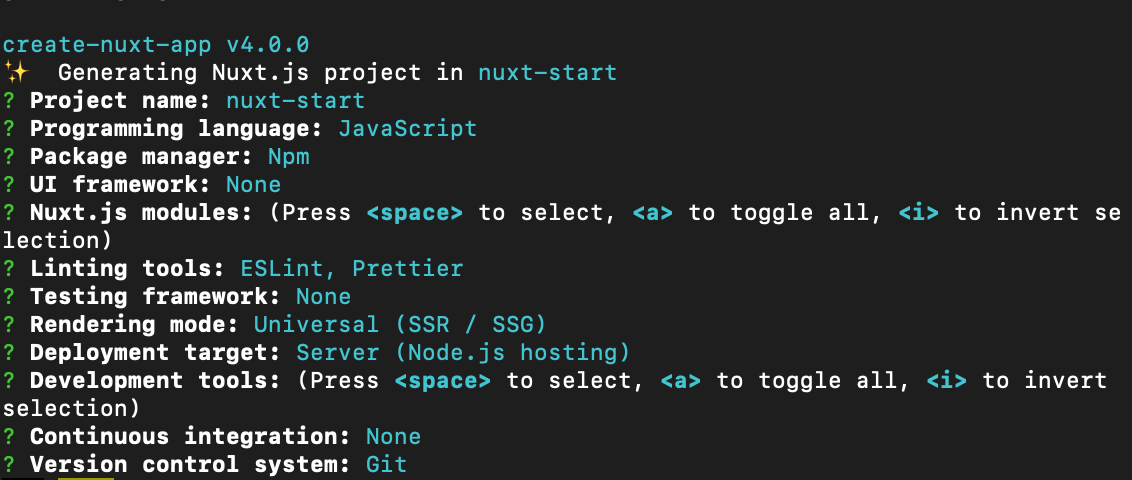 create-nuxt-app v4.0.0
✨  Generating Nuxt.js project in nuxt-start
? Project name: nuxt-start
? Programming language: JavaScript
? Package manager: Npm
? UI framework: None
? Nuxt.js modules: (Press <space> to select, <a> to toggle all, <i> to invert se
lection)
? Linting tools: ESLint, Prettier
? Testing framework: None
? Rendering mode: Universal (SSR / SSG)
? Deployment target: Server (Node.js hosting)
? Development tools: (Press <space> to select, <a> to toggle all, <i> to invert
selection)
? Continuous integration: None
? Version control system: Git